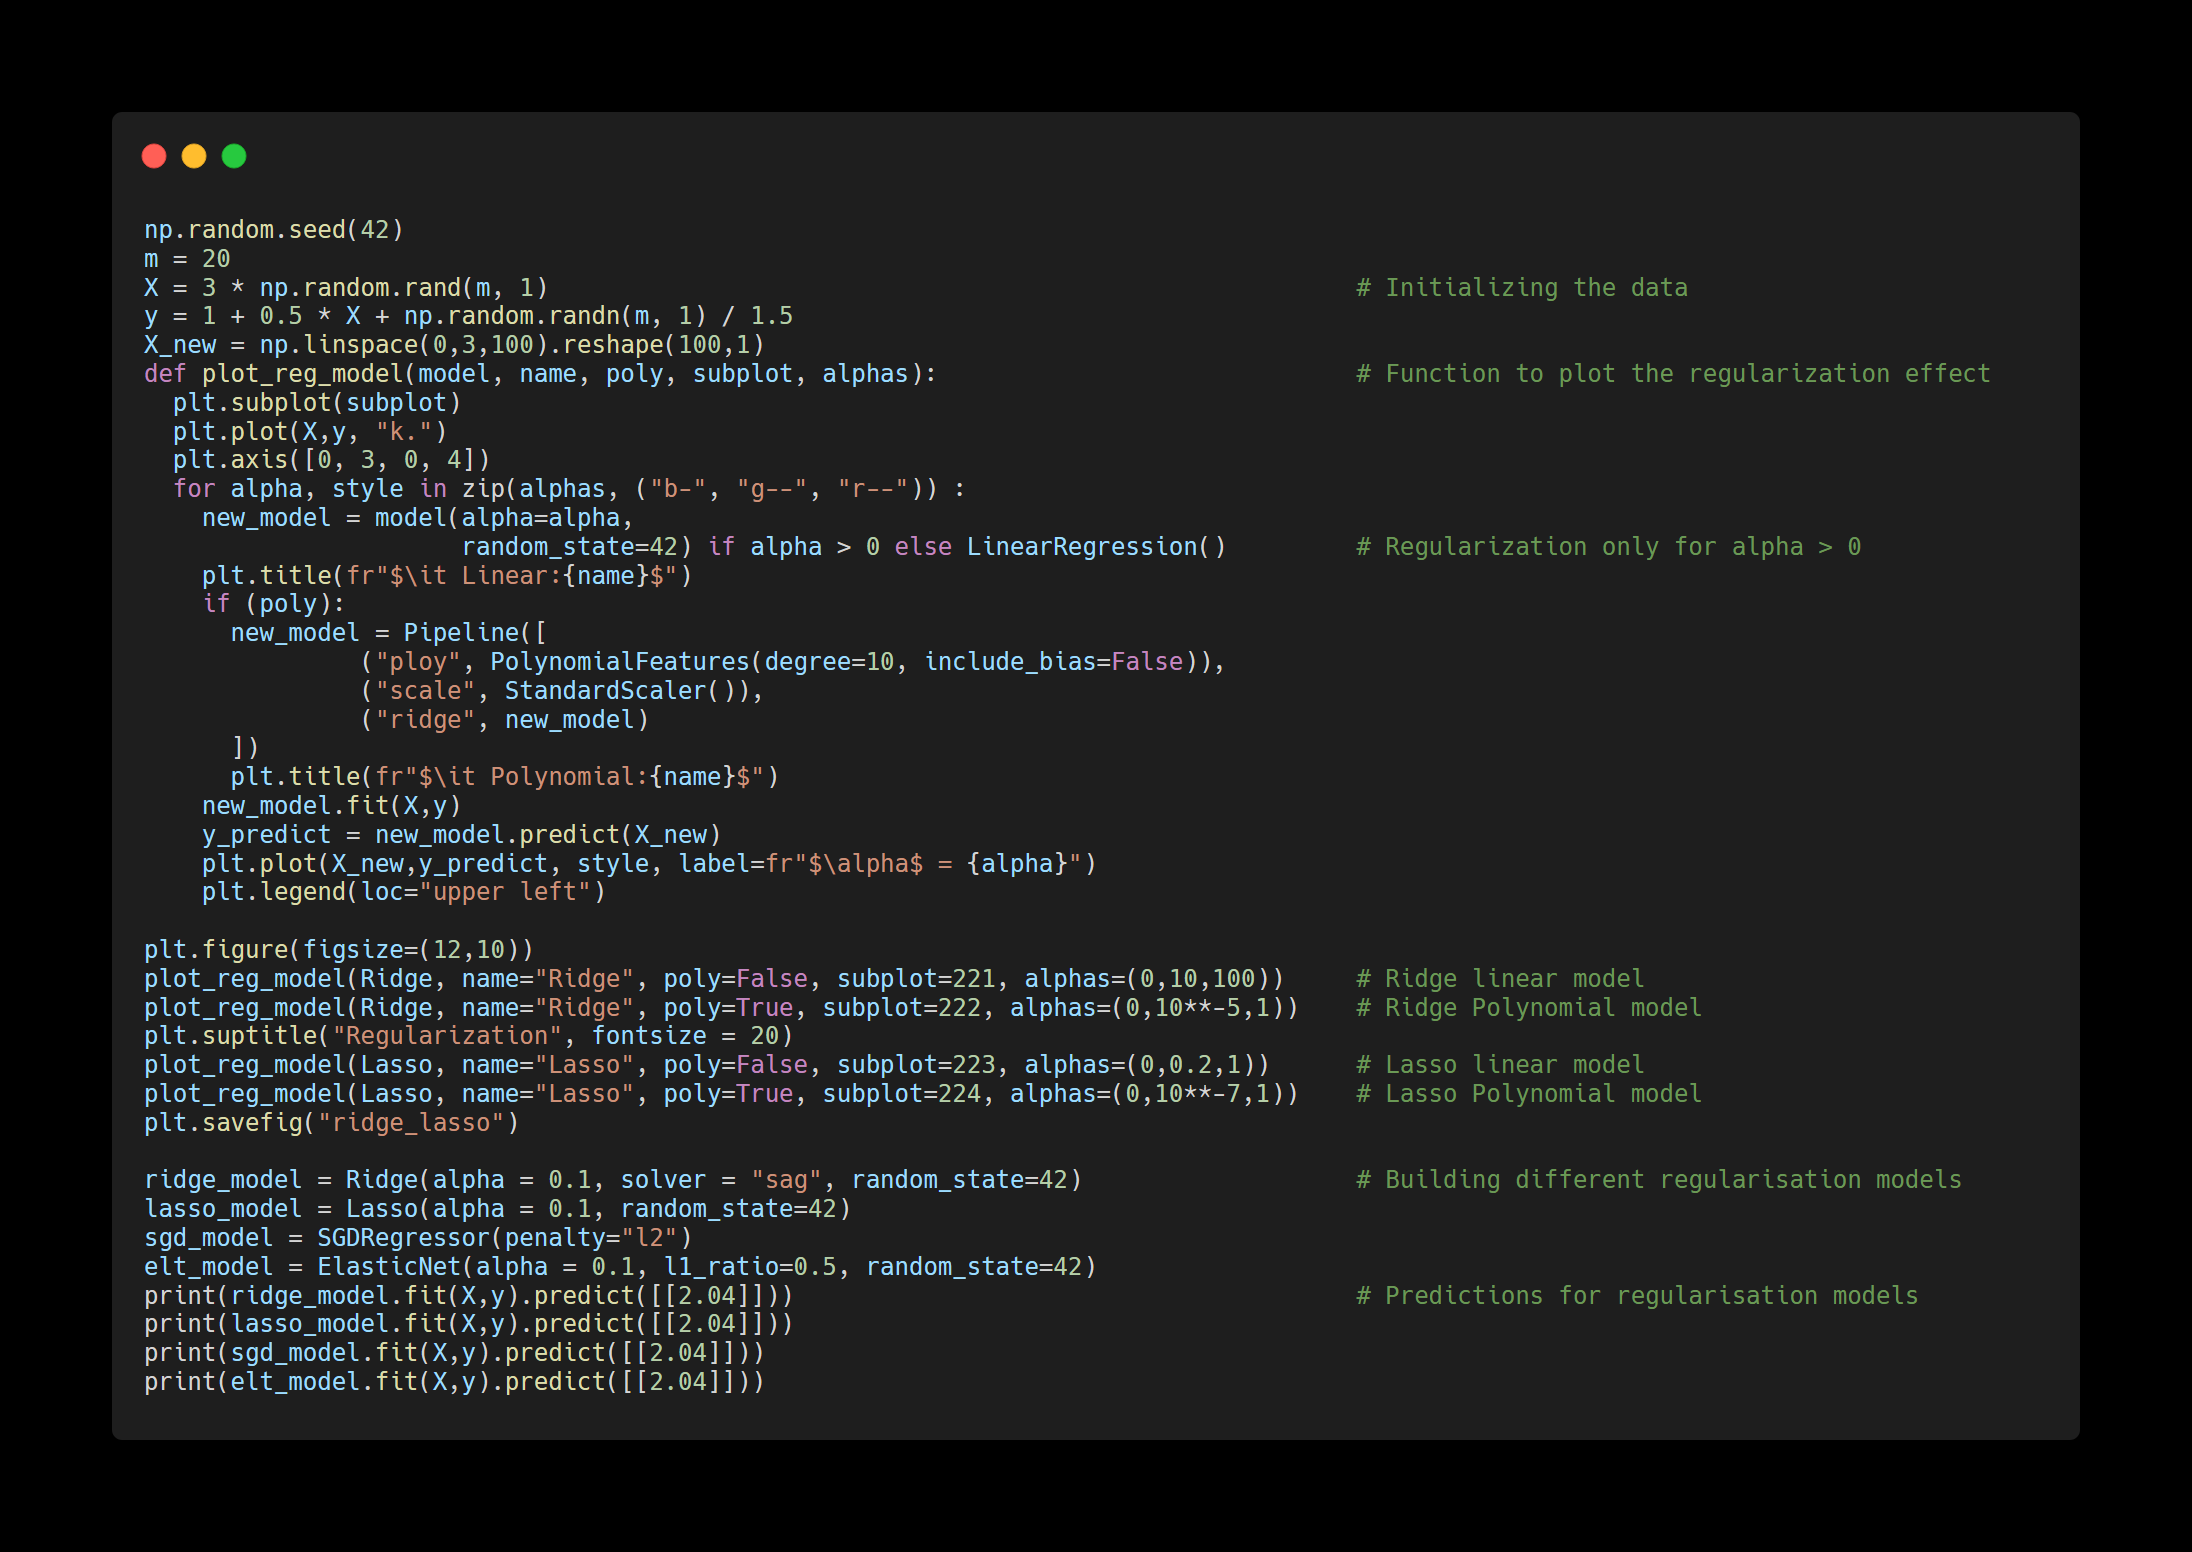 np.random.seed(42)
m = 20
X = 3 * np.random.rand(m, 1)                                                        # Initializing the data
y = 1 + 0.5 * X + np.random.randn(m, 1) / 1.5
X_new = np.linspace(0,3,100).reshape(100,1)
def plot_reg_model(model, name, poly, subplot, alphas):                             # Function to plot the regularization effect
  plt.subplot(subplot)
  plt.plot(X,y, "k.")
  plt.axis([0, 3, 0, 4])
  for alpha, style in zip(alphas, ("b-", "g--", "r--")) :
    new_model = model(alpha=alpha,
                      random_state=42) if alpha > 0 else LinearRegression()         # Regularization only for alpha > 0
    plt.title(fr"$\it Linear:{name}$")
    if (poly):
      new_model = Pipeline([
               ("ploy", PolynomialFeatures(degree=10, include_bias=False)),
               ("scale", StandardScaler()),
               ("ridge", new_model)
      ])
      plt.title(fr"$\it Polynomial:{name}$")
    new_model.fit(X,y)
    y_predict = new_model.predict(X_new)
    plt.plot(X_new,y_predict, style, label=fr"$\alpha$ = {alpha}")
    plt.legend(loc="upper left")

plt.figure(figsize=(12,10))
plot_reg_model(Ridge, name="Ridge", poly=False, subplot=221, alphas=(0,10,100))     # Ridge linear model
plot_reg_model(Ridge, name="Ridge", poly=True, subplot=222, alphas=(0,10**-5,1))    # Ridge Polynomial model
plt.suptitle("Regularization", fontsize = 20)
plot_reg_model(Lasso, name="Lasso", poly=False, subplot=223, alphas=(0,0.2,1))      # Lasso linear model
plot_reg_model(Lasso, name="Lasso", poly=True, subplot=224, alphas=(0,10**-7,1))    # Lasso Polynomial model
plt.savefig("ridge_lasso")

ridge_model = Ridge(alpha = 0.1, solver = "sag", random_state=42)                   # Building different regularisation models
lasso_model = Lasso(alpha = 0.1, random_state=42)
sgd_model = SGDRegressor(penalty="l2")
elt_model = ElasticNet(alpha = 0.1, l1_ratio=0.5, random_state=42)
print(ridge_model.fit(X,y).predict([[2.04]]))                                       # Predictions for regularisation models
print(lasso_model.fit(X,y).predict([[2.04]]))
print(sgd_model.fit(X,y).predict([[2.04]]))
print(elt_model.fit(X,y).predict([[2.04]]))